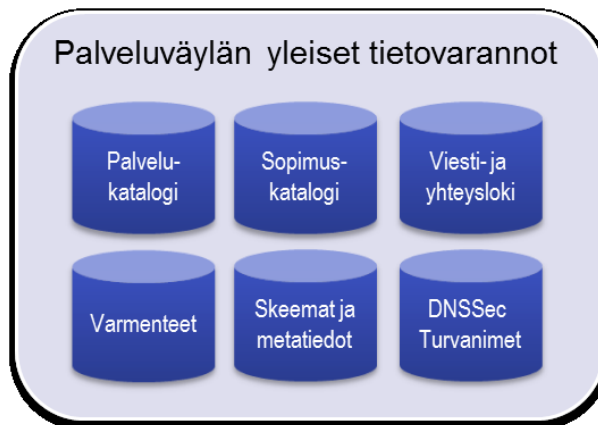 Palveluväylän yleiset tietovarannot
Palvelu-
katalogi
Sopimus-
katalogi
Viesti- ja
yhteysloki
Varmenteet
Skeemat ja
metatiedot
DNSSec
Turvanimet